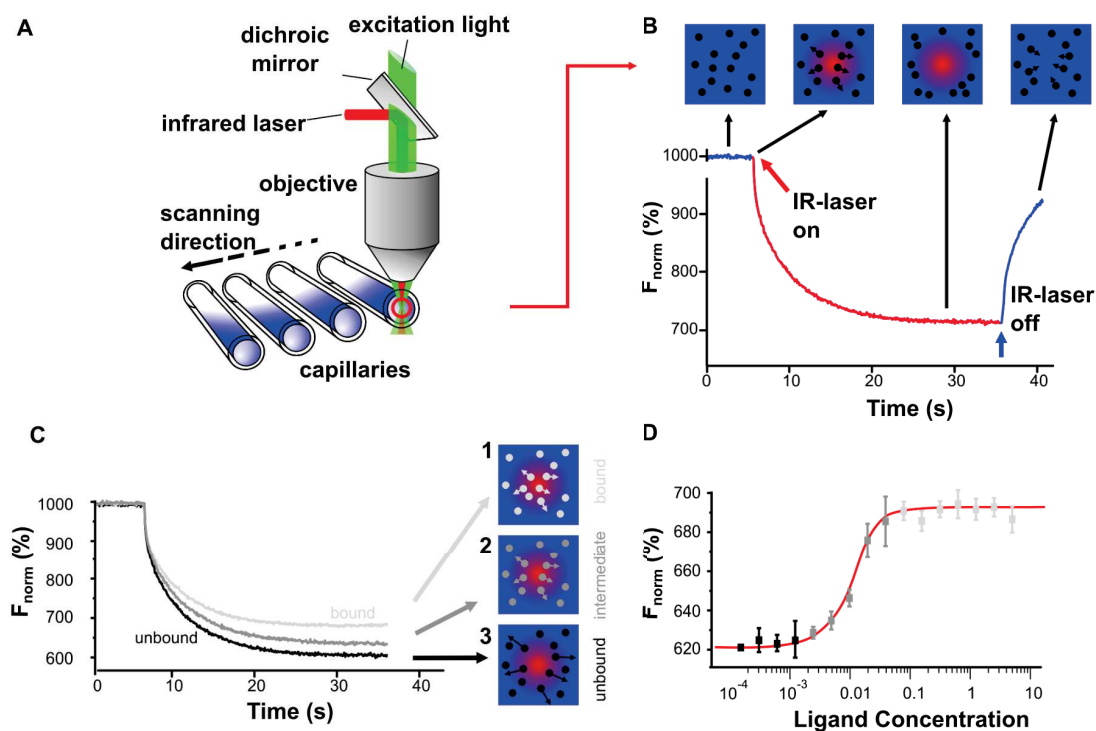 A
excitation light
dichroic
mirror
infrared laser
objective
scanning
direction
capillaries
B
1000
900
800
700
F_norm (%)
IR-laser
on
IR-laser
off
0
10
20
30
40
Time (s)
C
1000
900
800
700
600
F_norm (%)
bound
unbound
0
10
20
30
40
Time (s)
1
bound
2
intermediate
3
unbound
D
700
680
660
640
620
F_norm (%)
10⁻⁴
10⁻³
0.01
0.1
1
10
Ligand Concentration